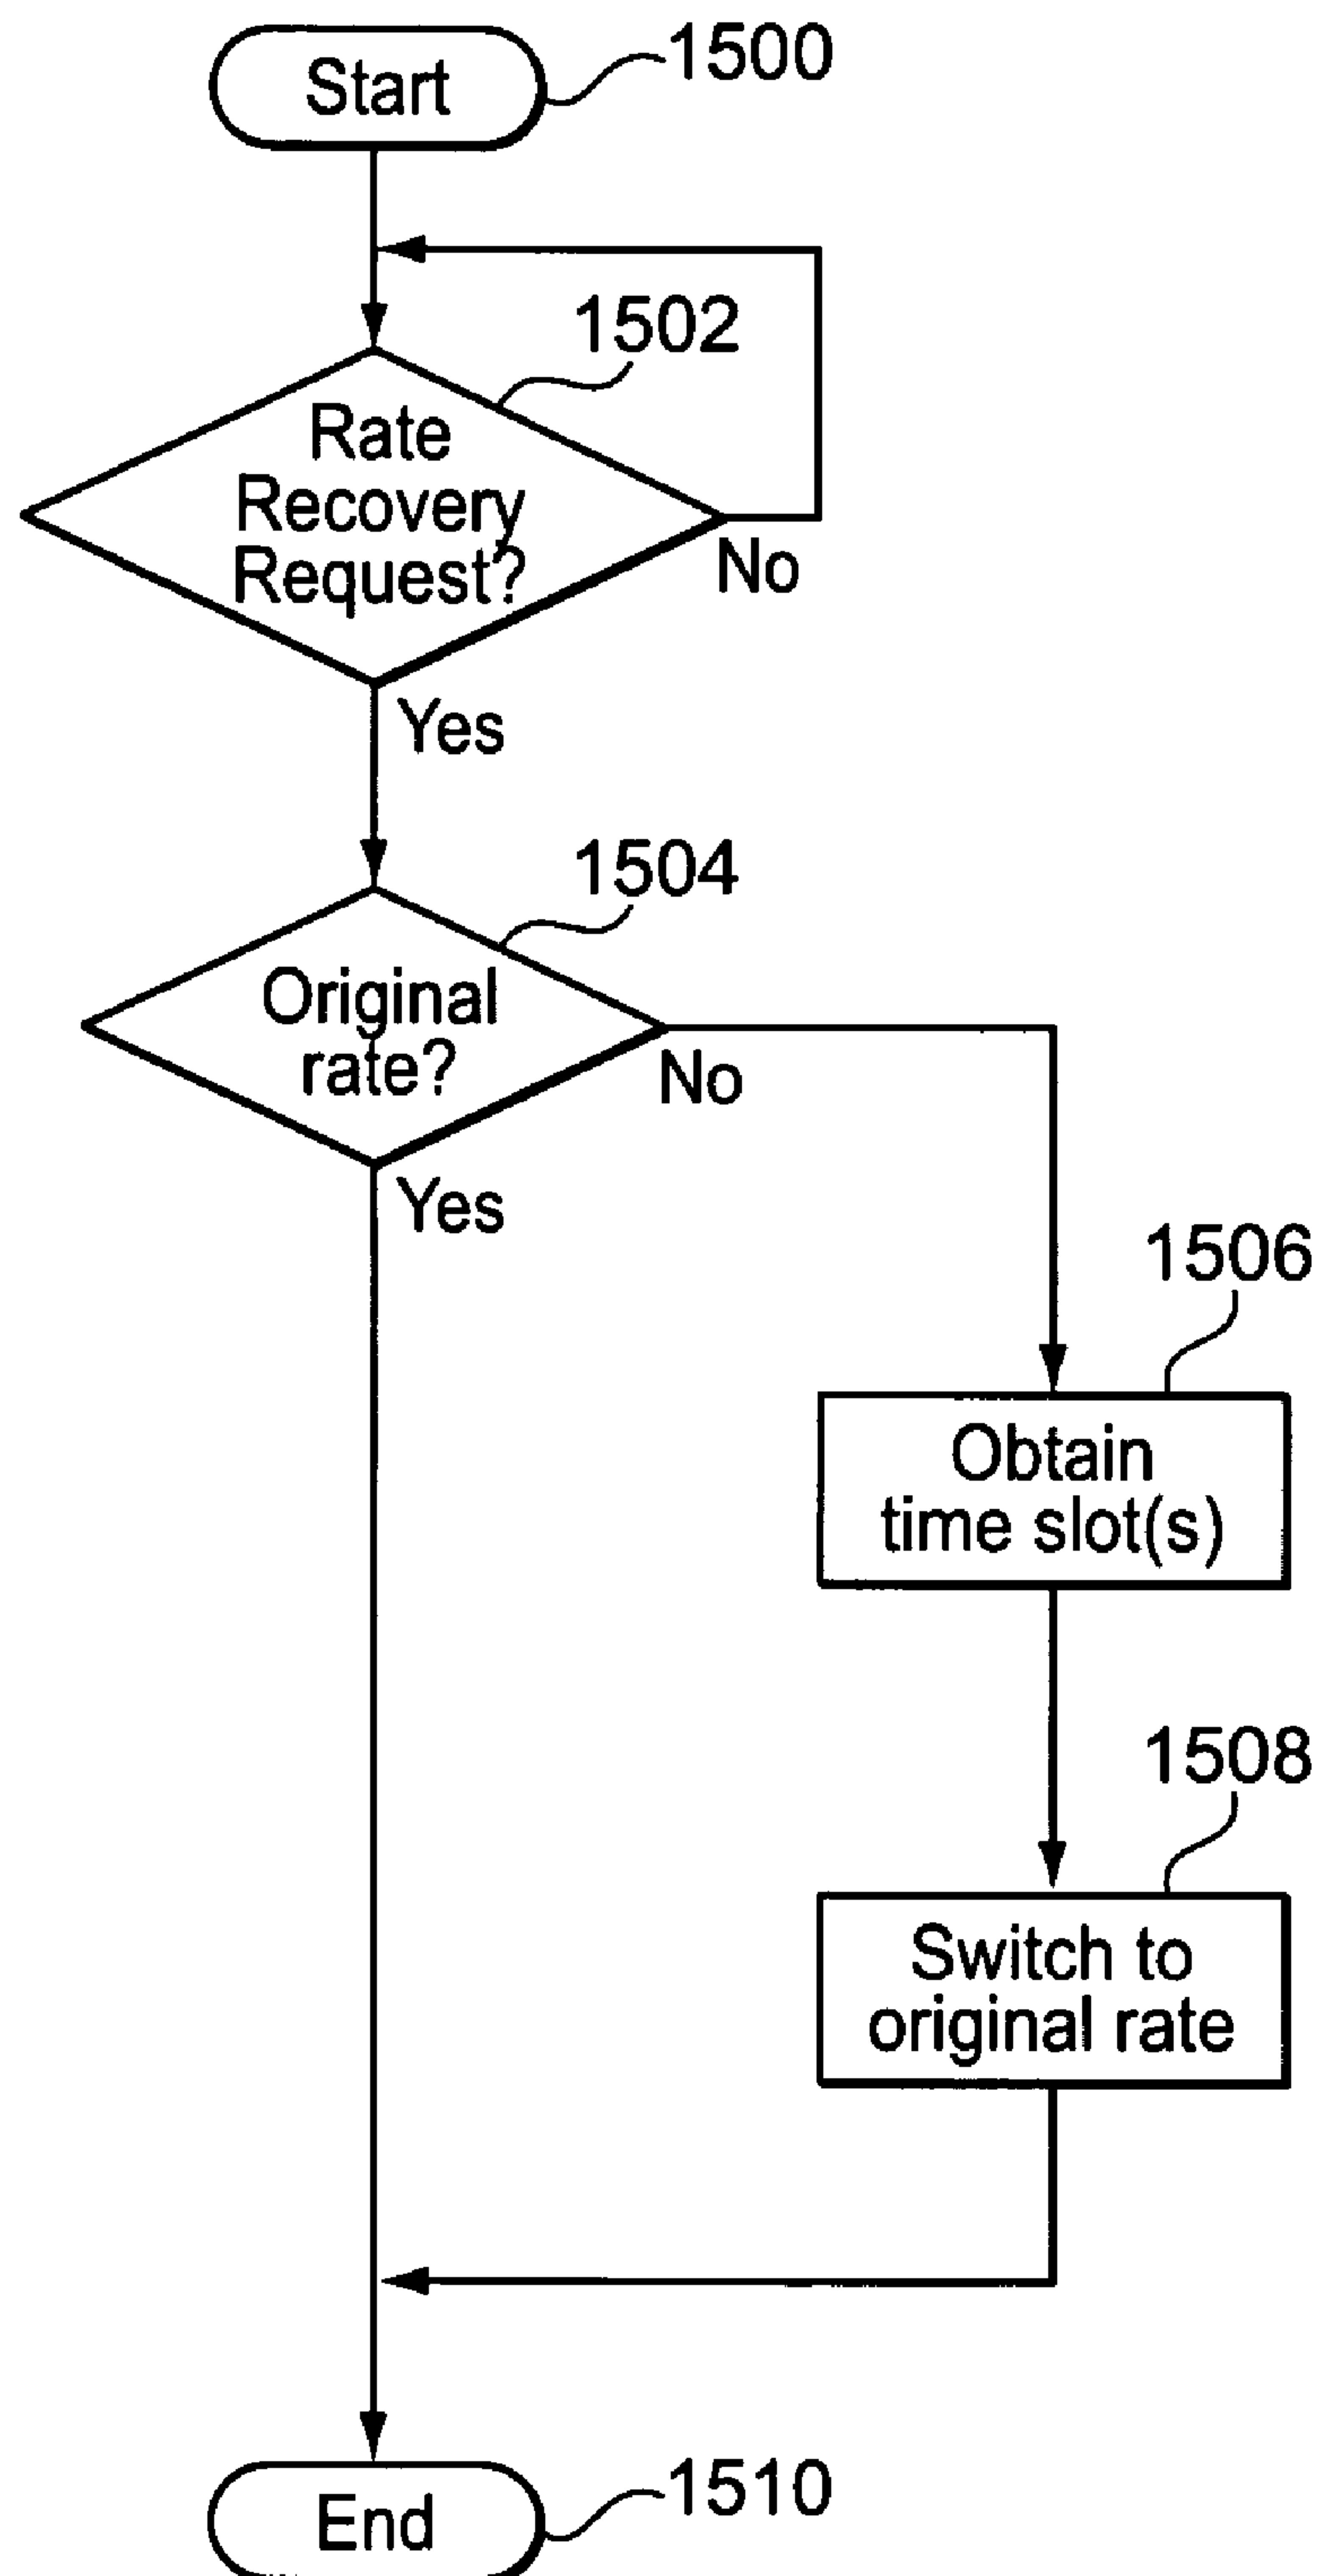 Start
1500
1502
Rate
Recovery
Request?
No
Yes
1504
Original
rate?
No
Yes
1506
Obtain
time slot(s)
1508
Switch to
original rate
End
1510